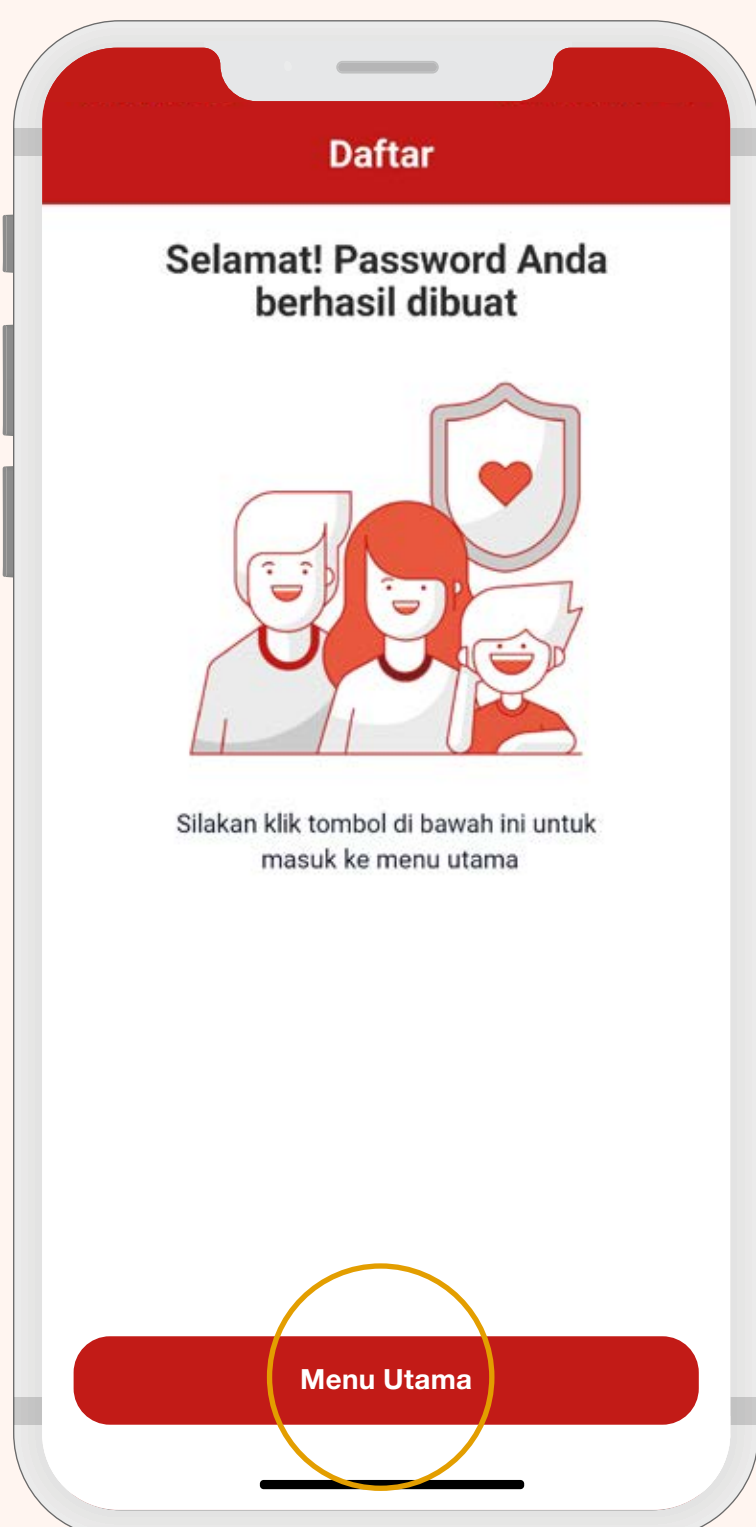 Daftar
Selamat! Password Anda
berhasil dibuat
Silakan klik tombol di bawah ini untuk
masuk ke menu utama
Menu Utama